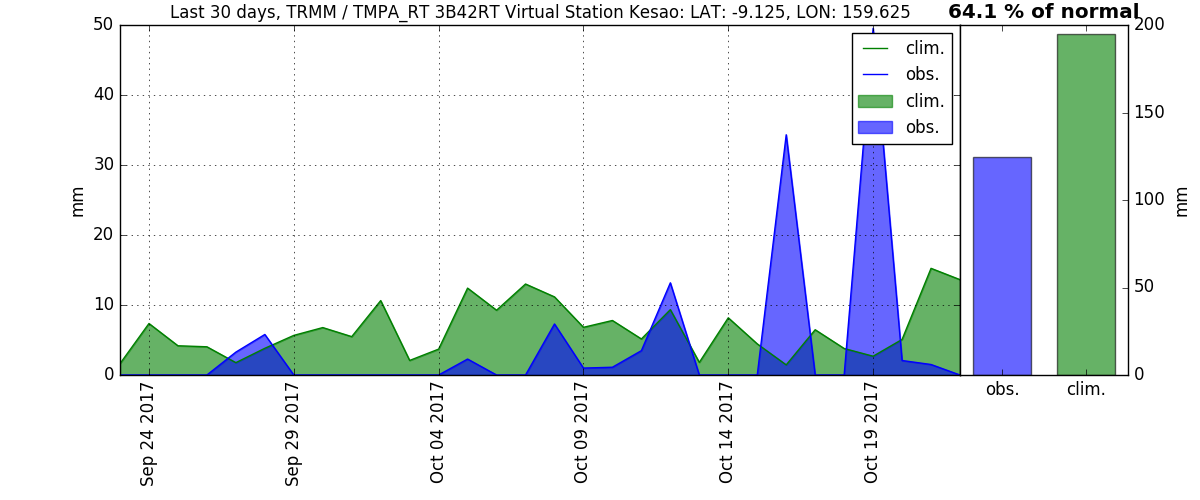 Last 30 days, TRMM / TMPA_RT 3B42RT Virtual Station Kesao: LAT: -9.125, LON: 159.625
64.1 % of normal
50
40
30
20
10
0
mm
clim.
obs.
clim.
obs.
200
150
100
50
0
mm
Sep 24 2017
Sep 29 2017
Oct 04 2017
Oct 09 2017
Oct 14 2017
Oct 19 2017
obs.
clim.